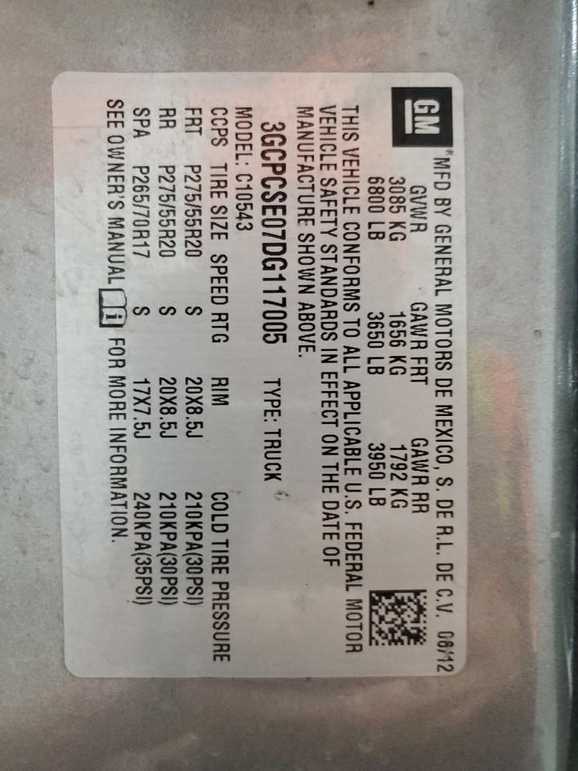 GM
MFD BY GENERAL MOTORS DE MEXICO, S. DE R.L. DE C.V. 06/12
GVWR GAWR FRT GAWR RR
3085 KG 1656 KG 1792 KG
6800 LB 3650 LB 3950 LB
THIS VEHICLE CONFORMS TO ALL APPLICABLE U.S. FEDERAL MOTOR
VEHICLE SAFETY STANDARDS IN EFFECT ON THE DATE OF
MANUFACTURE SHOWN ABOVE.
3GCPCSE07DG117005 TYPE: TRUCK
MODEL: C10543
CCPS TIRE SIZE SPEED RTG RIM COLD TIRE PRESSURE
FRT P275/55R20 S 20X8.5J 210KPA(30PSI)
RR P275/55R20 S 20X8.5J 210KPA(30PSI)
SPA P265/70R17 S 17X7.5J 240KPA(35PSI)
SEE OWNER'S MANUAL i FOR MORE INFORMATION.